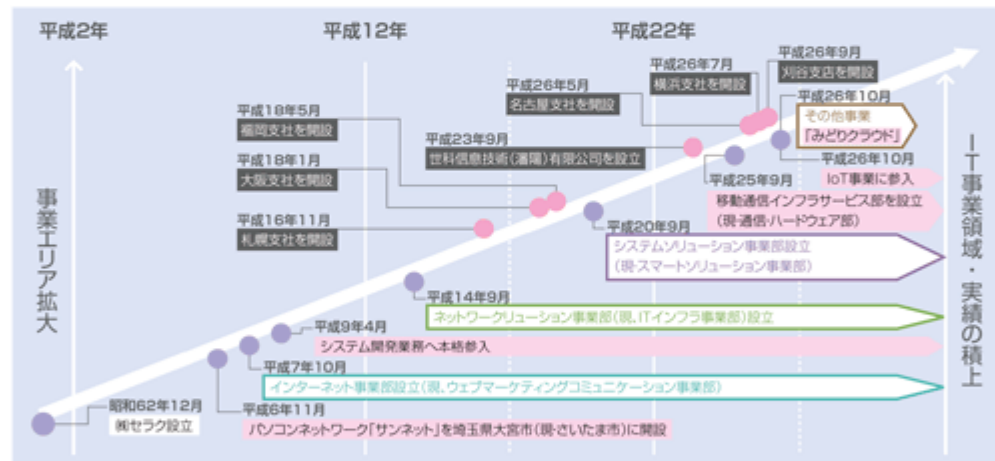 平成2年
平成12年
平成22年
平成26年9月
刈谷支店を開設
平成26年7月
横浜支社を開設
平成26年5月
名古屋支社を開設
平成26年10月
その他事業
「みどりクラウド」
平成18年5月
福岡支社を開設
平成23年9月
世科信息技術(瀋陽)有限公司を設立
平成26年10月
IoT事業に参入
平成18年1月
大阪支社を開設
平成25年9月
移動通信インフラサービス部を設立
(現・通信・ハードウェア部)
平成16年11月
札幌支社を開設
平成20年9月
システムソリューション事業部設立
(現・スマートソリューション事業部)
平成14年9月
ネットワークリューション事業部(現、ITインフラ事業部)設立
平成9年4月
システム開発業務へ本格参入
平成7年10月
インターネット事業部設立(現、ウェブマーケティングコミュニケーション事業部)
昭和62年12月
㈱セラク設立
平成6年11月
パソコンネットワーク「サンネット」を埼玉県大宮市(現・さいたま市)に開設
事業エリア拡大
IT事業領域・実績の積上